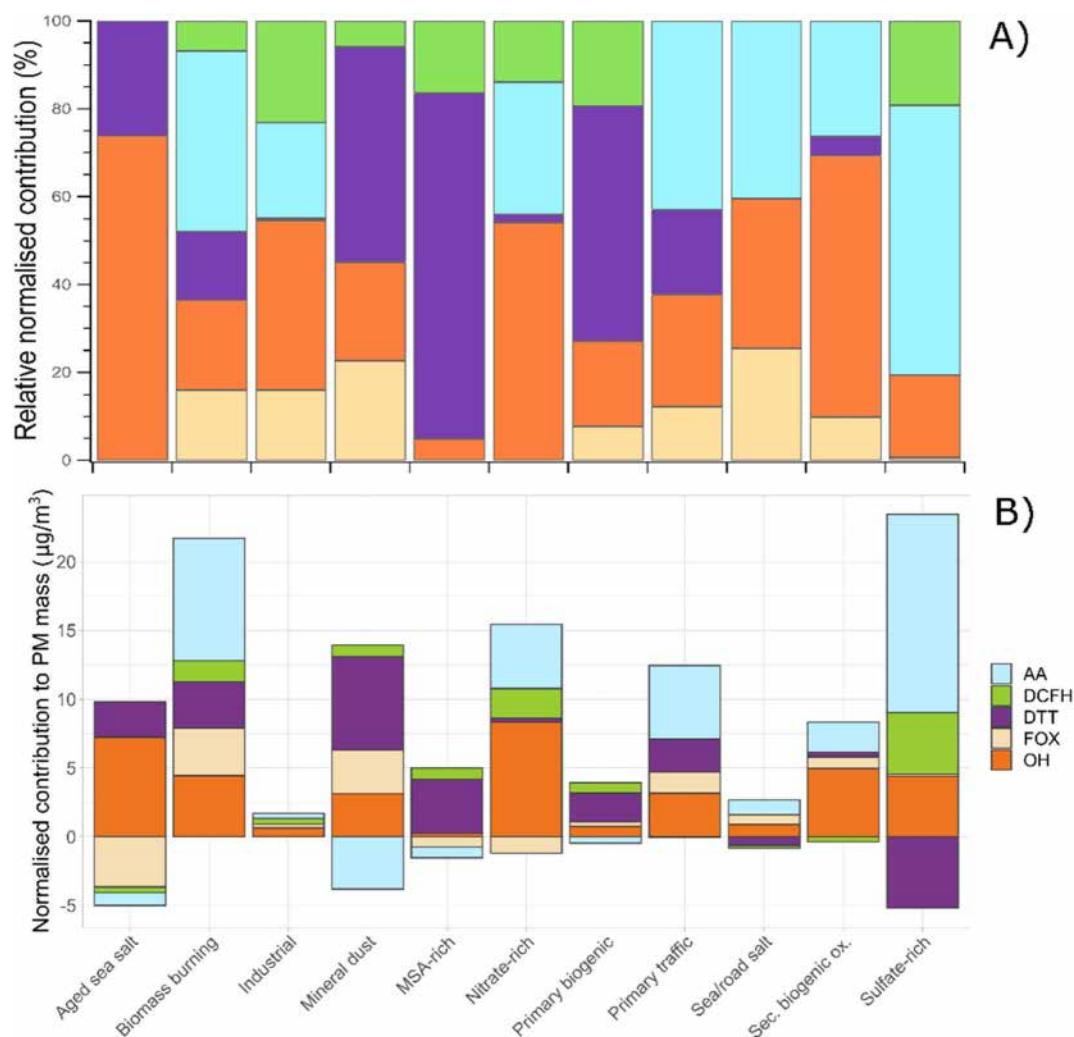 A)
Relative normalised contribution (%)
100
80
60
40
20
0
B)
Normalised contribution to PM mass (µg/m³)
20
15
10
5
0
-5
AA
DCFH
DTT
FOX
OH
Aged sea salt
Biomass burning
Industrial
Mineral dust
MSA-rich
Nitrate-rich
Primary biogenic
Primary traffic
Sea/road salt
Sec. biogenic ox.
Sulfate-rich